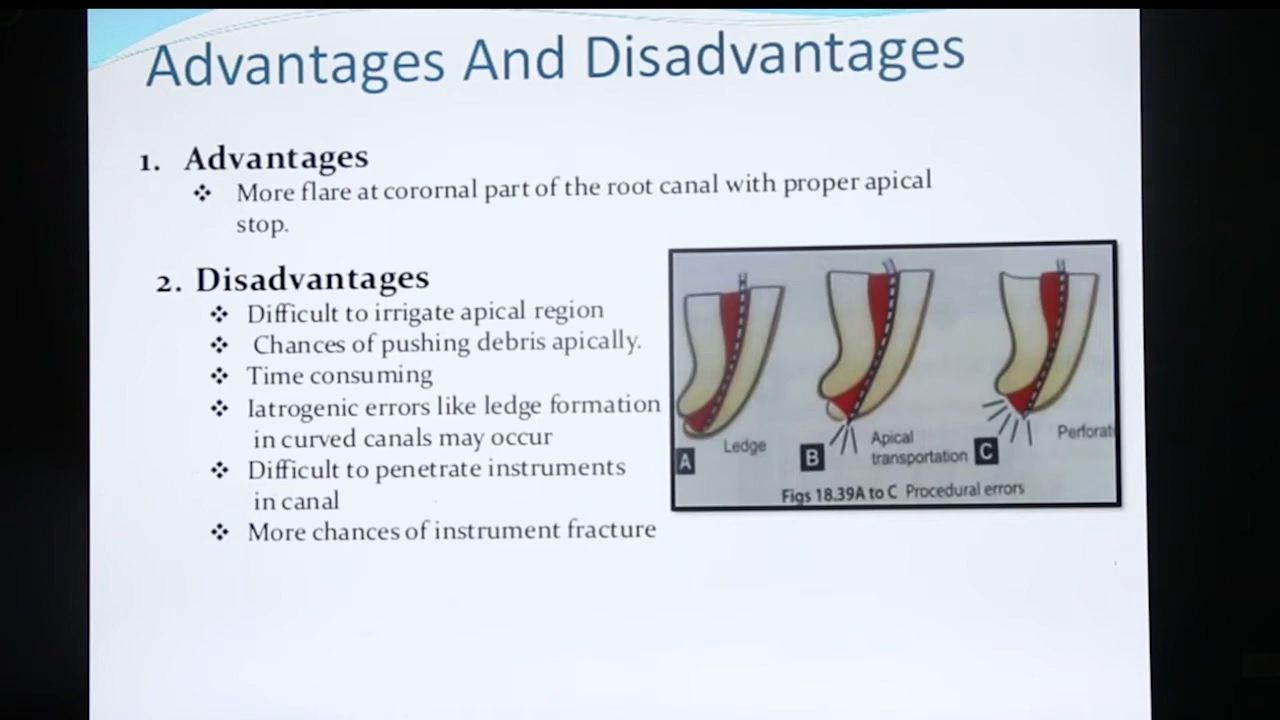 Advantages And Disadvantages
1. Advantages
❖ More flare at corornal part of the root canal with proper apical
stop.
2. Disadvantages
❖ Difficult to irrigate apical region
❖ Chances of pushing debris apically.
❖ Time consuming
❖ Iatrogenic errors like ledge formation
in curved canals may occur
❖ Difficult to penetrate instruments
in canal
❖ More chances of instrument fracture
A Ledge
B Apical
transportation
C Perforat
Figs 18.39A to C Procedural errors